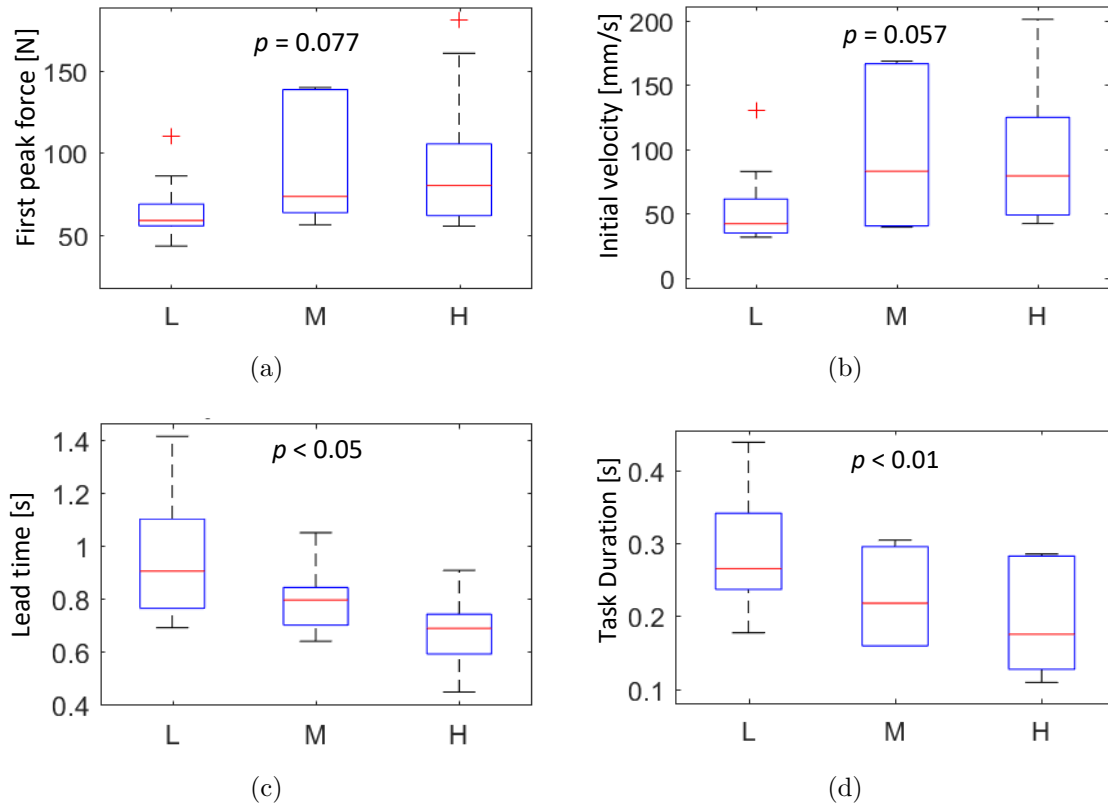 First peak force [N]
150
100
50
p = 0.077
L M H
(a)
Initial velocity [mm/s]
200
150
100
50
0
p = 0.057
L M H
(b)
Lead time [s]
1.4
1.2
1
0.8
0.6
0.4
p < 0.05
L M H
(c)
Task Duration [s]
0.4
0.3
0.2
0.1
p < 0.01
L M H
(d)